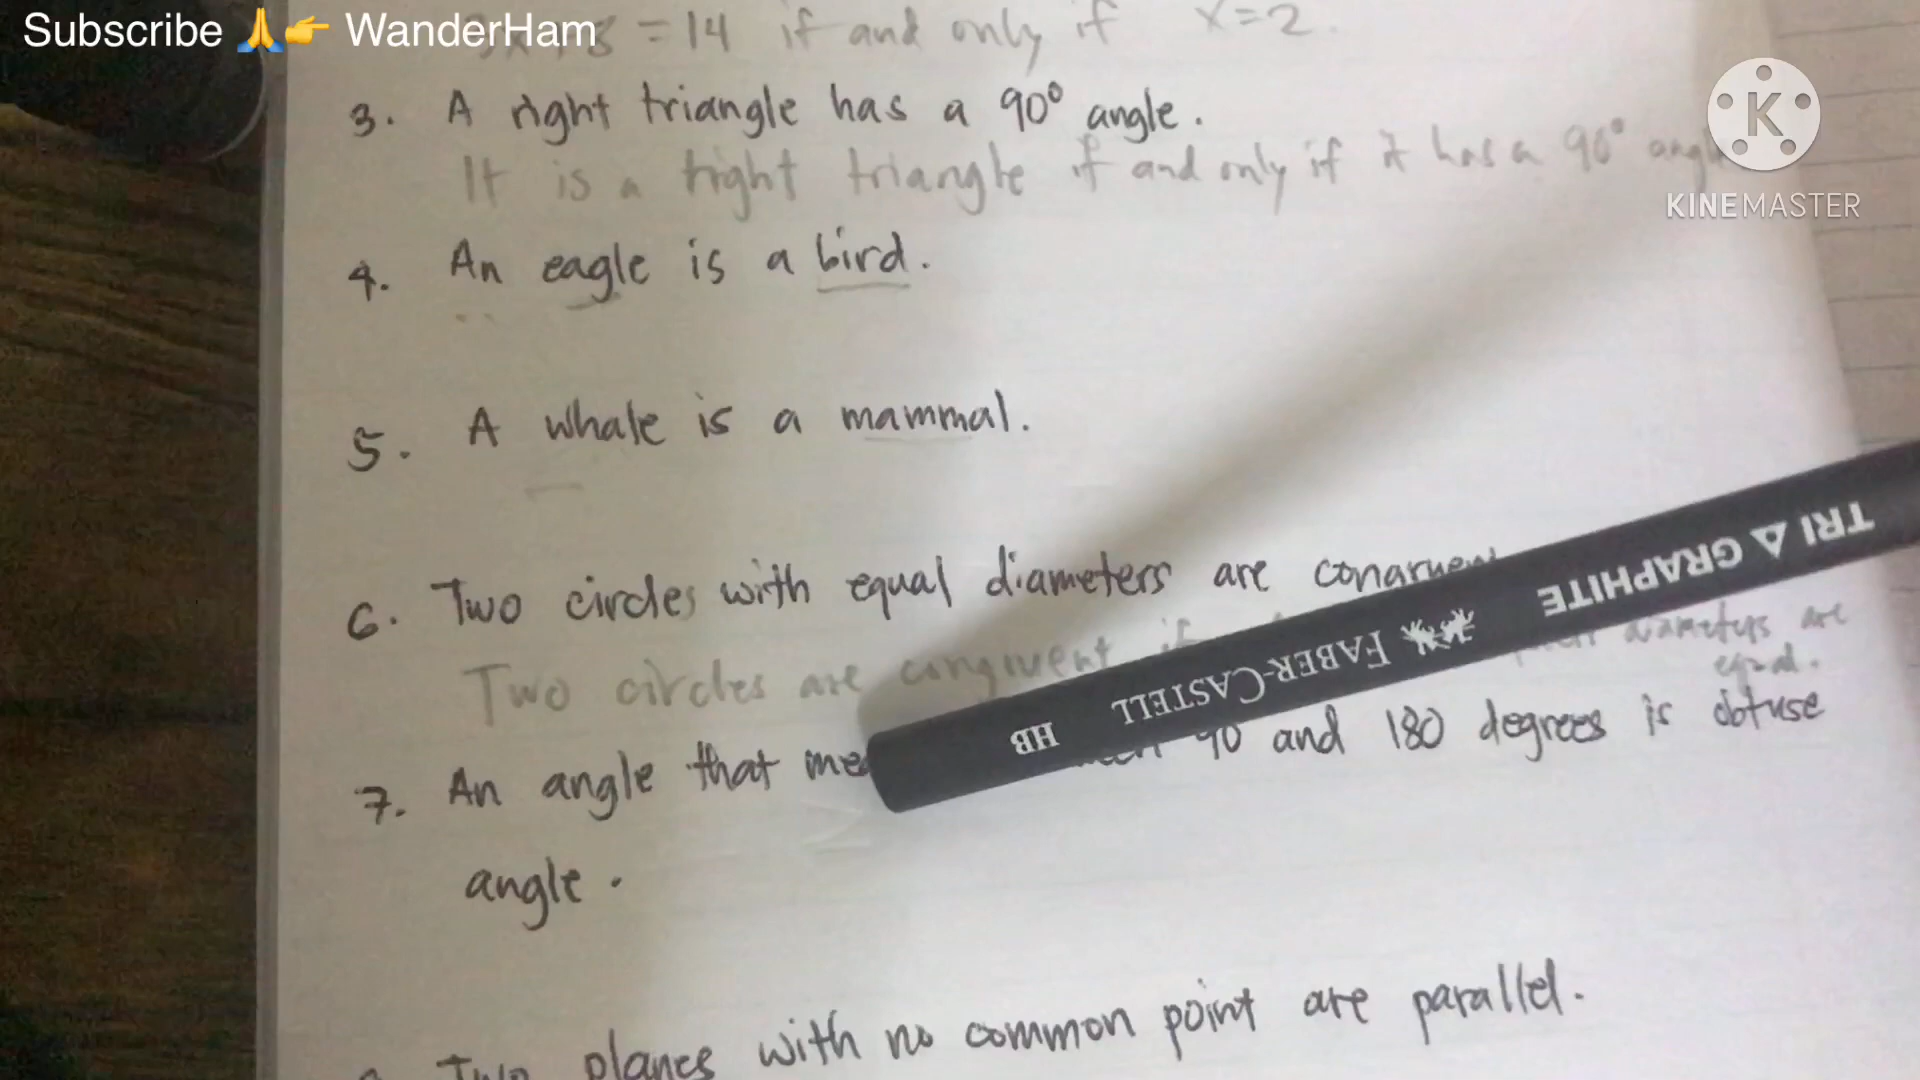 Subscribe 🙏👉 WanderHam
= 14 if and only if x = 2.
3. A right triangle has a 90° angle.
It is a right triangle if and only if it has a 90° angle
K
KINEMASTER
4. An eagle is a bird.
5. A whale is a mammal.
6. Two circles with equal diameters are congruent
Two circles are congruent if diameters are
equal.
TRI GRAPHITE
FABER-CASTELL
HB
7. An angle that 90 and 180 degrees is obtuse
angle.
Two planes with no common point are parallel.